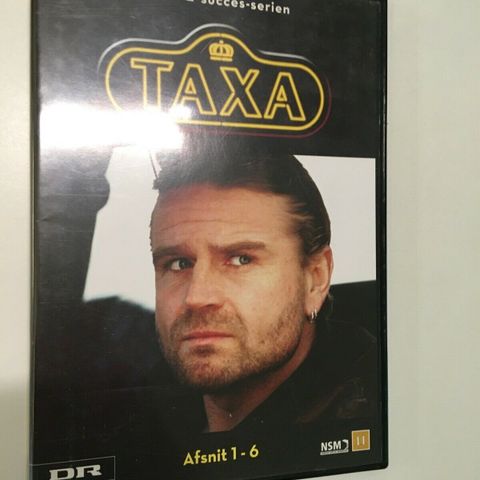 succes-serien
TAXA
Afsnit 1 - 6
NSM
11
DR